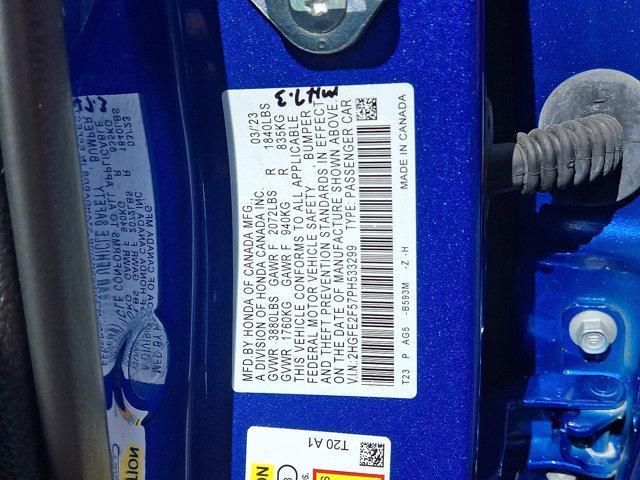 MFD.BY HONDA OF CANADA MFG. 03/'23
A DIVISION OF HONDA CANADA INC.
GVWR 3880LBS GAWR F 2072LBS R 1840LBS
GVWR 1760KG GAWR F 940KG R 835KG
THIS VEHICLE CONFORMS TO ALL APPLICABLE
FEDERAL MOTOR VEHICLE SAFETY, BUMPER
AND THEFT PREVENTION STANDARDS IN EFFECT
ON THE DATE OF MANUFACTURE SHOWN ABOVE.
V.I.N.:2HGFE2F57PH533299 TYPE:PASSENGER CAR
T23 P AG5 -B593M -Z-H MADE IN CANADA
T20 A1